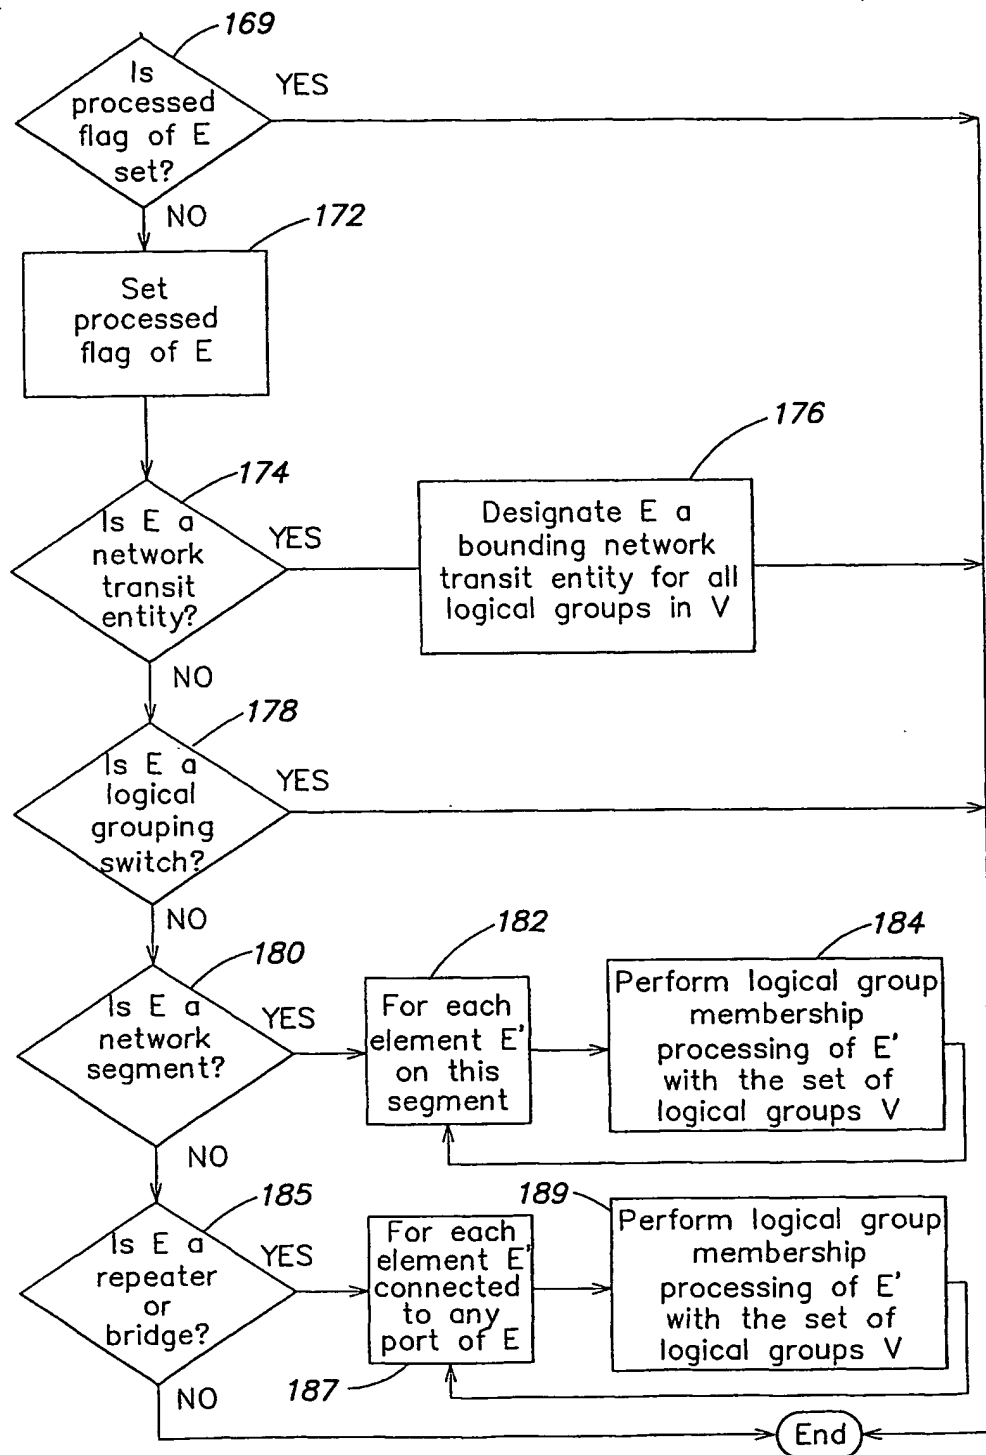 169
Is
processed
flag of E
set?
YES
NO
172
Set
processed
flag of E
174
Is E a
network
transit
entity?
YES
176
Designate E a
bounding network
transit entity for all
logical groups in V
NO
178
Is E a
logical
grouping
switch?
YES
NO
180
Is E a
network
segment?
YES
182
For each
element E'
on this
segment
184
Perform logical group
membership
processing of E'
with the set of
logical groups V
NO
185
Is E a
repeater
or
bridge?
YES
For each
element E'
connected
to any
port of E
187
189
Perform logical group
membership
processing of E'
with the set of
logical groups V
NO
End